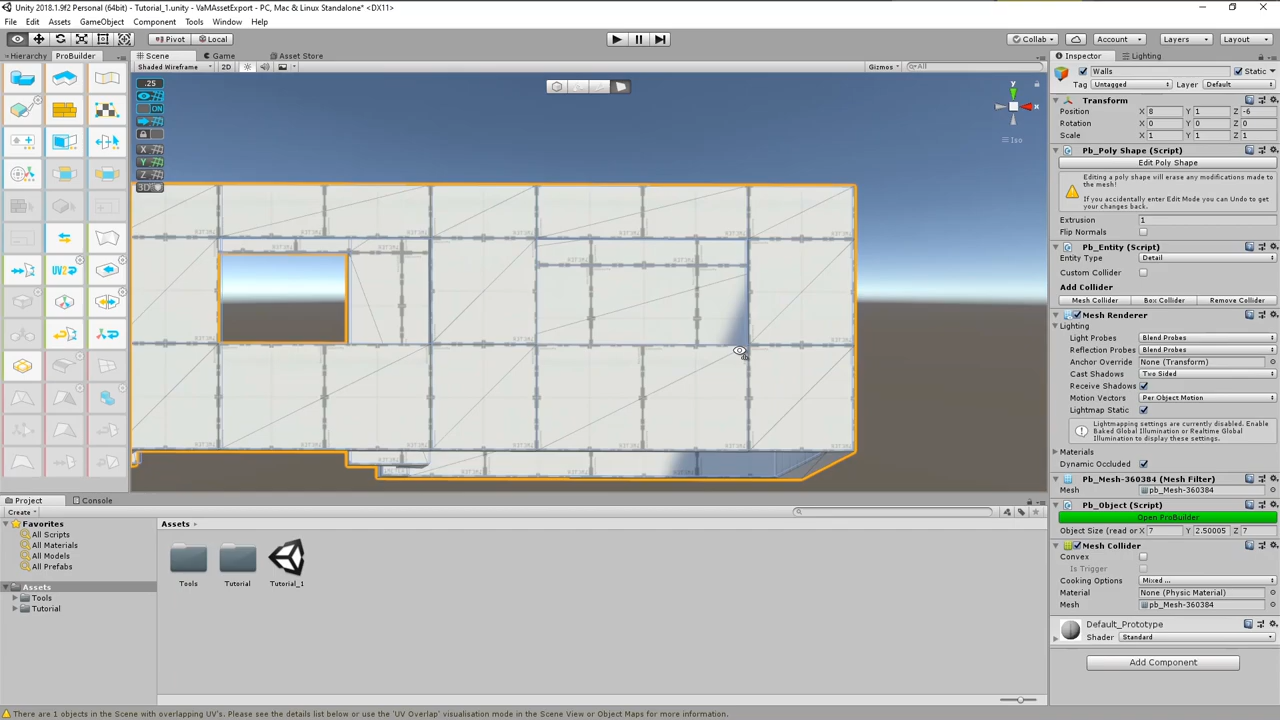 Unity 2018.1.9f2 Personal (64bit) - Tutorial_1.unity - VaMAssetExport - PC, Mac & Linux Standalone* <DX11>
File Edit Assets GameObject Component Tools Window Help
Pivot Local
Collab Account Layers Layout
Hierarchy ProBuilder
Scene Game Asset Store
Shaded Wireframe 2D Gizmos All
.25
ON
X
Y
Z
3D
UV2
y
x
Iso
Inspector Lighting
Walls Static
Tag Untagged Layer Default
Transform
Position X 8 Y 1 Z -6
Rotation X 0 Y 0 Z 0
Scale X 1 Y 1 Z 1
Pb_Poly Shape (Script)
Edit Poly Shape
Editing a poly shape will erase any modifications made to the mesh!
If you accidentally enter Edit Mode you can Undo to get your changes back.
Extrusion 1
Flip Normals
Pb_Entity (Script)
Entity Type Detail
Custom Collider
Add Collider
Mesh Collider Box Collider Remove Collider
Mesh Renderer
Lighting
Light Probes Blend Probes
Reflection Probes Blend Probes
Anchor Override None (Transform)
Cast Shadows Two Sided
Receive Shadows
Motion Vectors Per Object Motion
Lightmap Static
Lightmapping settings are currently disabled. Enable Baked Global Illumination or Realtime Global Illumination to display these settings.
Materials
Dynamic Occluded
Pb_Mesh-360384 (Mesh Filter)
Mesh pb_Mesh-360384
Pb_Object (Script)
Open ProBuilder
Object Size (read or X 7 Y 2.50005 Z 7
Mesh Collider
Convex
Is Trigger
Cooking Options Mixed ...
Material None (Physic Material)
Mesh pb_Mesh-360384
Default_Prototype
Shader Standard
Add Component
Project Console
Create
Favorites
All Scripts
All Materials
All Models
All Prefabs
Assets
Tools
Tutorial
Assets
Tools Tutorial Tutorial_1
There are 1 objects in the Scene with overlapping UV's. Please see the details list below or use the 'UV Overlap' visualisation mode in the Scene View or Object Maps for more information.